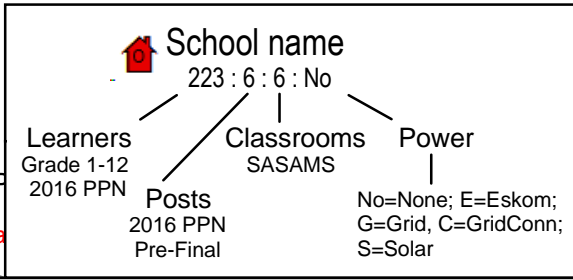 School name
223 : 6 : 6 : No
Learners
Grade 1-12
2016 PPN
Posts
2016 PPN
Pre-Final
Classrooms
SASAMS
Power
No=None; E=Eskom;
G=Grid, C=GridConn;
S=Solar